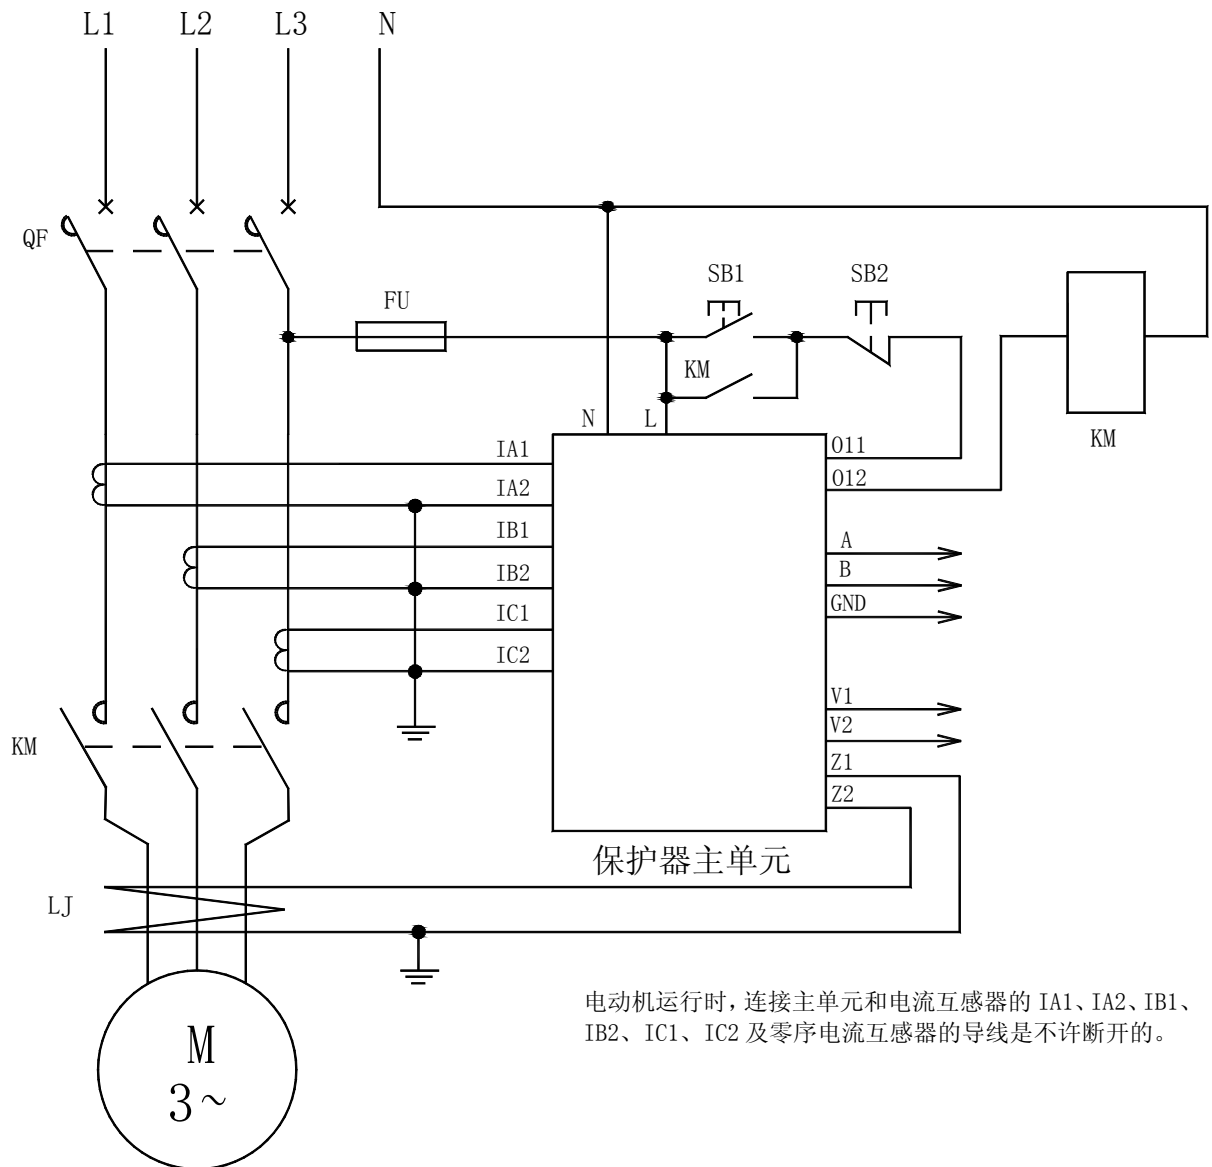 L1 L2 L3 N
QF
FU
SB1 SB2
KM
KM
N L
IA1
IA2
IB1
IB2
IC1
IC2
O11
O12
A
B
GND
V1
V2
Z1
Z2
KM
保护器主单元
LJ
M
3~
电动机运行时,连接主单元和电流互感器的 IA1、IA2、IB1、
IB2、IC1、IC2 及零序电流互感器的导线是不许断开的。